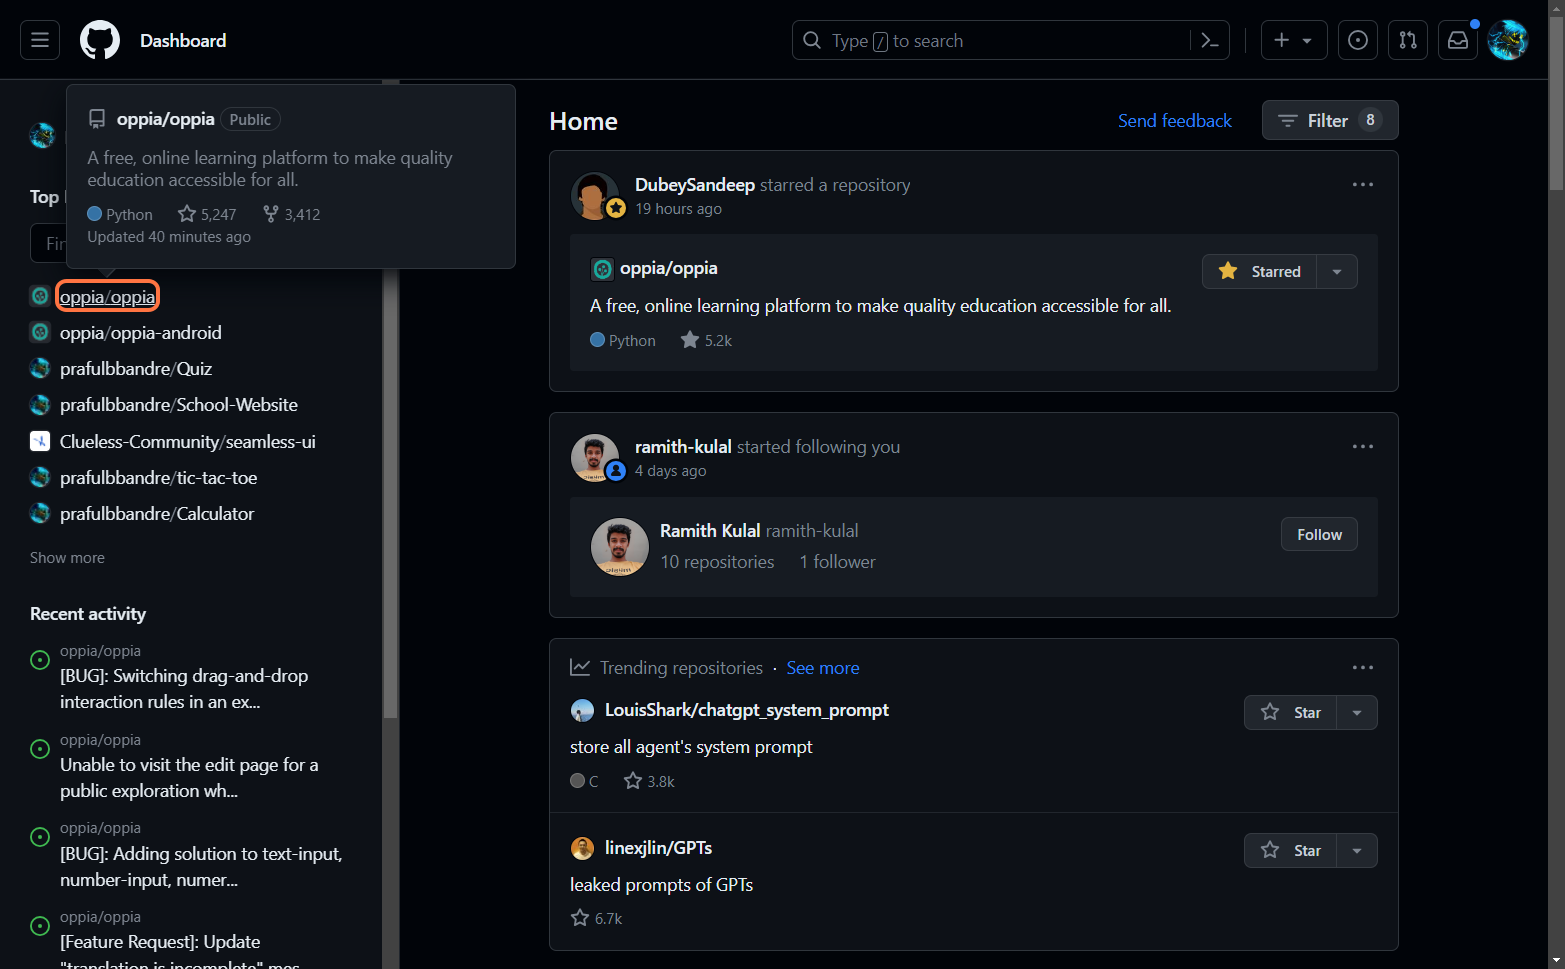 Dashboard
Type / to search
oppia/oppia Public
A free, online learning platform to make quality
education accessible for all.
Python 5,247 3,412
Updated 40 minutes ago
Top
oppia/oppia
oppia/oppia-android
prafulbbandre/Quiz
prafulbbandre/School-Website
Clueless-Community/seamless-ui
prafulbbandre/tic-tac-toe
prafulbbandre/Calculator
Show more
Recent activity
oppia/oppia
[BUG]: Switching drag-and-drop
interaction rules in an ex...
oppia/oppia
Unable to visit the edit page for a
public exploration wh...
oppia/oppia
[BUG]: Adding solution to text-input,
number-input, numer...
oppia/oppia
[Feature Request]: Update
"translation is incomplete" mes...
Home
Send feedback
Filter 8
DubeySandeep starred a repository
19 hours ago
oppia/oppia
Starred
A free, online learning platform to make quality education accessible for all.
Python 5.2k
ramith-kulal started following you
4 days ago
Ramith Kulal ramith-kulal
10 repositories 1 follower
Follow
Trending repositories · See more
LouisShark/chatgpt_system_prompt
Star
store all agent's system prompt
C 3.8k
linexjlin/GPTs
Star
leaked prompts of GPTs
6.7k